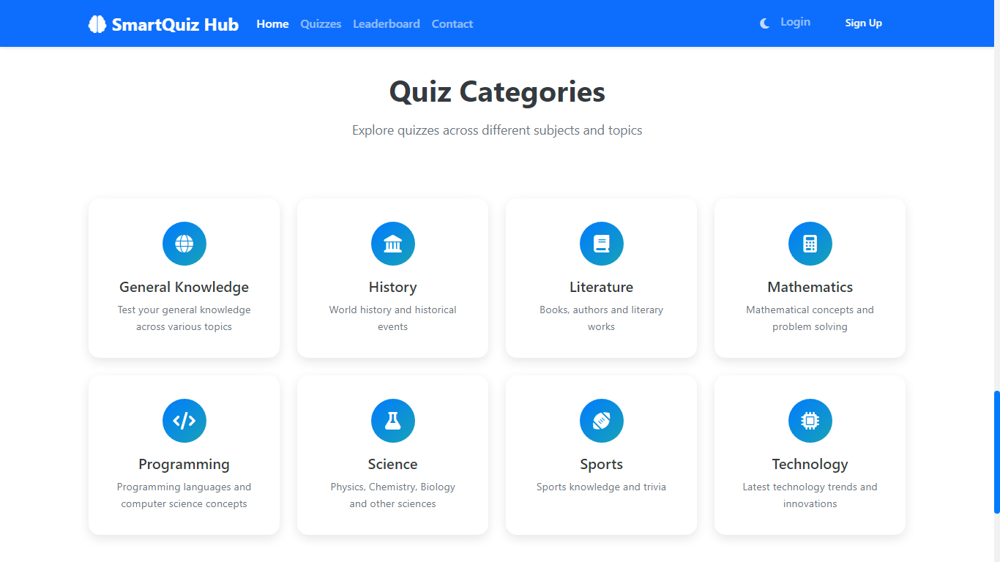 SmartQuiz Hub Home Quizzes Leaderboard Contact Login Sign Up
Quiz Categories
Explore quizzes across different subjects and topics
General Knowledge
Test your general knowledge
across various topics
History
World history and historical
events
Literature
Books, authors and literary
works
Mathematics
Mathematical concepts and
problem solving
Programming
Programming languages and
computer science concepts
Science
Physics, Chemistry, Biology
and other sciences
Sports
Sports knowledge and trivia
Technology
Latest technology trends and
innovations